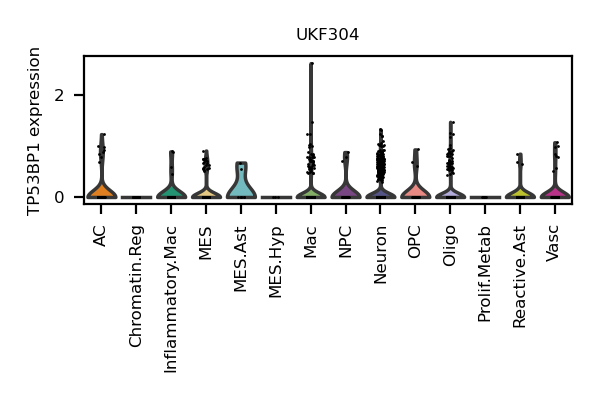 UKF304
TP53BP1 expression
2
0
AC
Chromatin.Reg
Inflammatory.Mac
MES
MES.Ast
MES.Hyp
Mac
NPC
Neuron
OPC
Oligo
Prolif.Metab
Reactive.Ast
Vasc